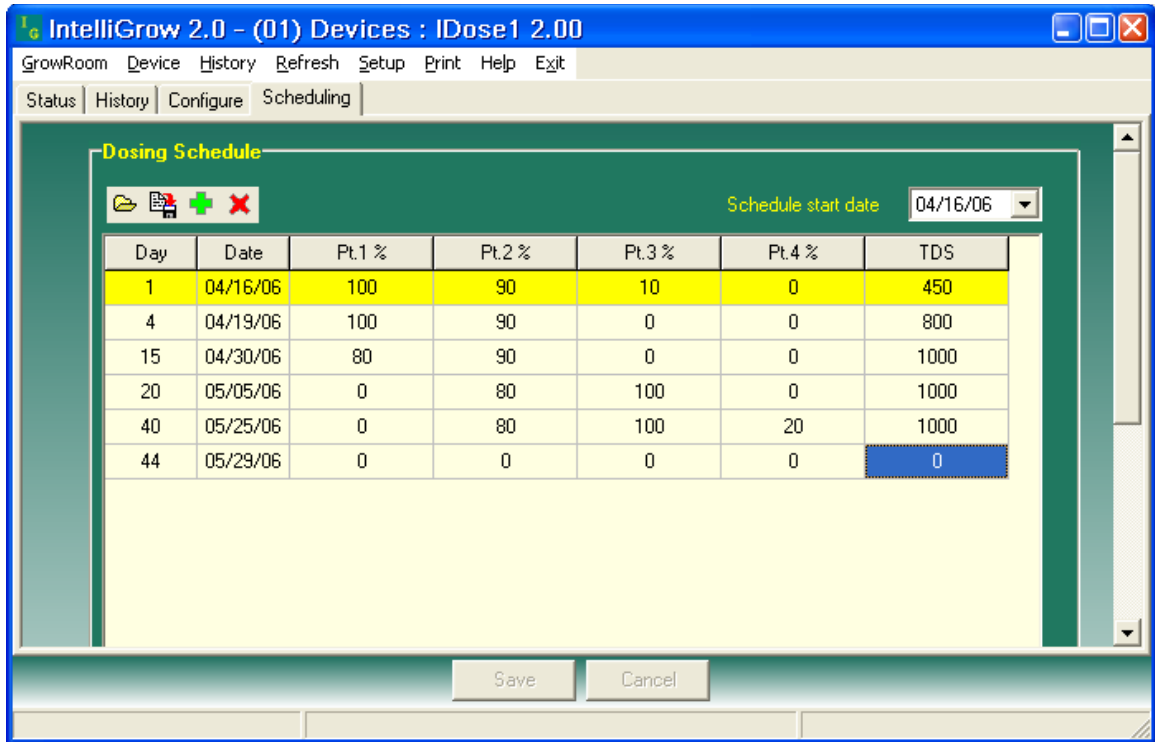 IG IntelliGrow 2.0 - (01) Devices : IDose1 2.00
GrowRoom Device History Refresh Setup Print Help Exit
Status History Configure Scheduling
Dosing Schedule
Schedule start date 04/16/06
Day Date Pt.1 % Pt.2 % Pt.3 % Pt.4 % TDS
1 04/16/06 100 90 10 0 450
4 04/19/06 100 90 0 0 800
15 04/30/06 80 90 0 0 1000
20 05/05/06 0 80 100 0 1000
40 05/25/06 0 80 100 20 1000
44 05/29/06 0 0 0 0 0
Save Cancel